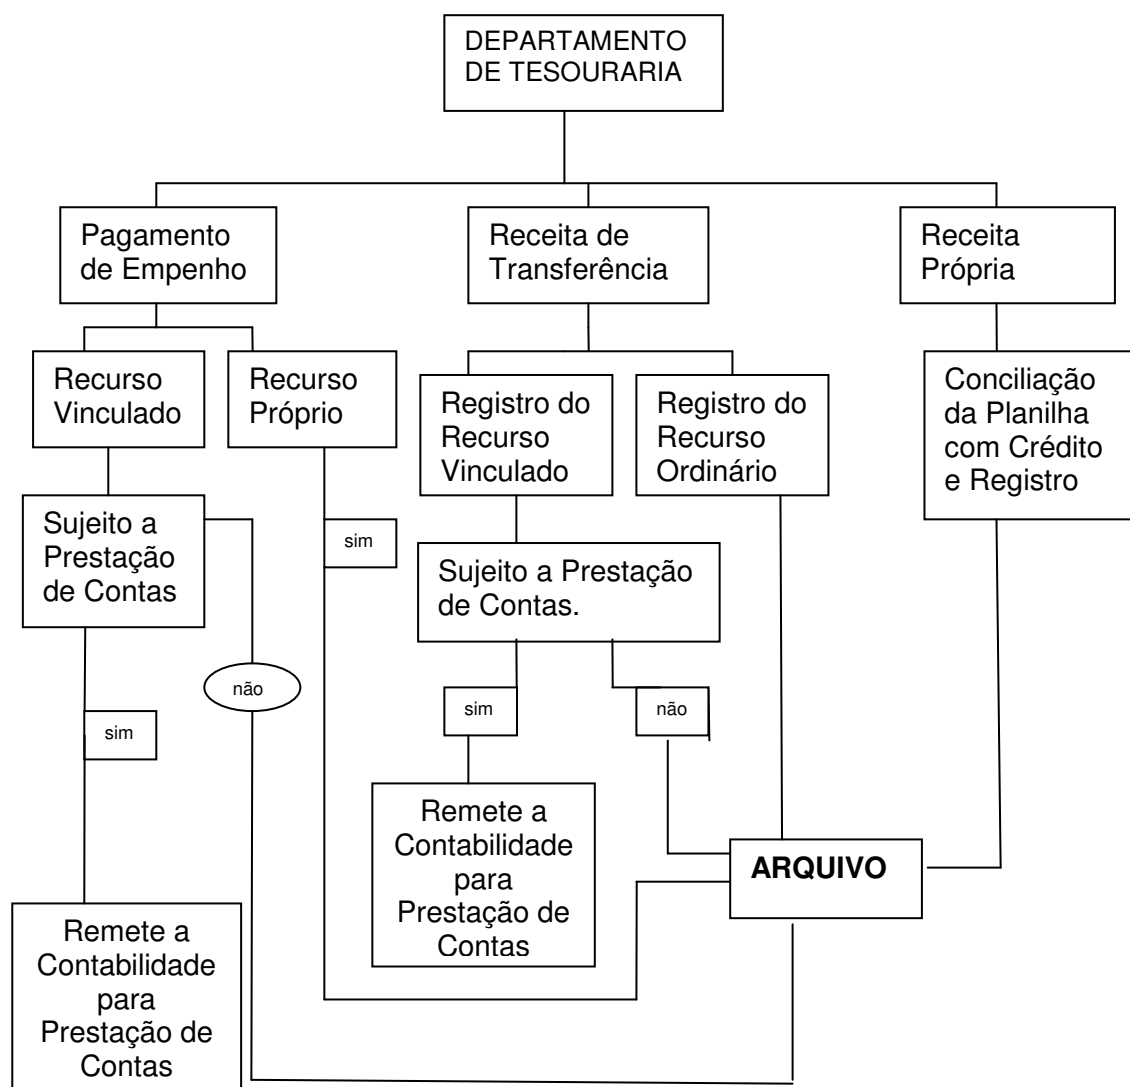 DEPARTAMENTO
DE TESOURARIA
Pagamento
de Empenho
Receita de
Transferência
Receita
Própria
Recurso
Vinculado
Recurso
Próprio
Registro do
Recurso
Vinculado
Registro do
Recurso
Ordinário
Conciliação
da Planilha
com Crédito
e Registro
Sujeito a
Prestação
de Contas
sim
Sujeito a Prestação
de Contas.
não
sim
sim
não
Remete a
Contabilidade
para
Prestação de
Contas
ARQUIVO
Remete a
Contabilidade
para
Prestação de
Contas